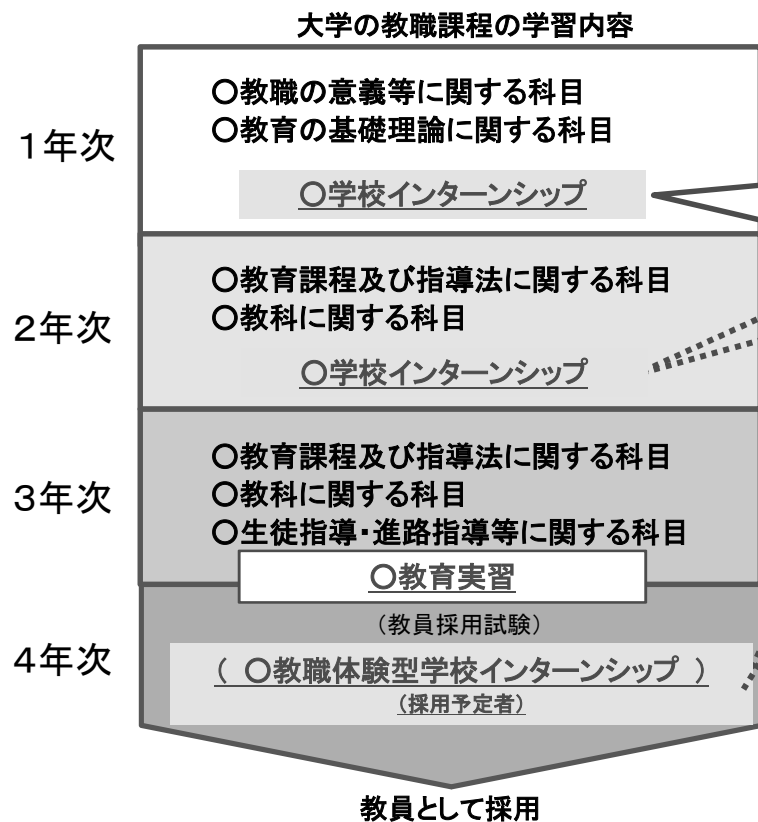 大学の教職課程の学習内容
1年次
○教職の意義等に関する科目
○教育の基礎理論に関する科目
○学校インターンシップ
2年次
○教育課程及び指導法に関する科目
○教科に関する科目
○学校インターンシップ
3年次
○教育課程及び指導法に関する科目
○教科に関する科目
○生徒指導・進路指導等に関する科目
○教育実習
4年次
（教員採用試験）
（ ○教職体験型学校インターンシップ ）
（採用予定者）
教員として採用